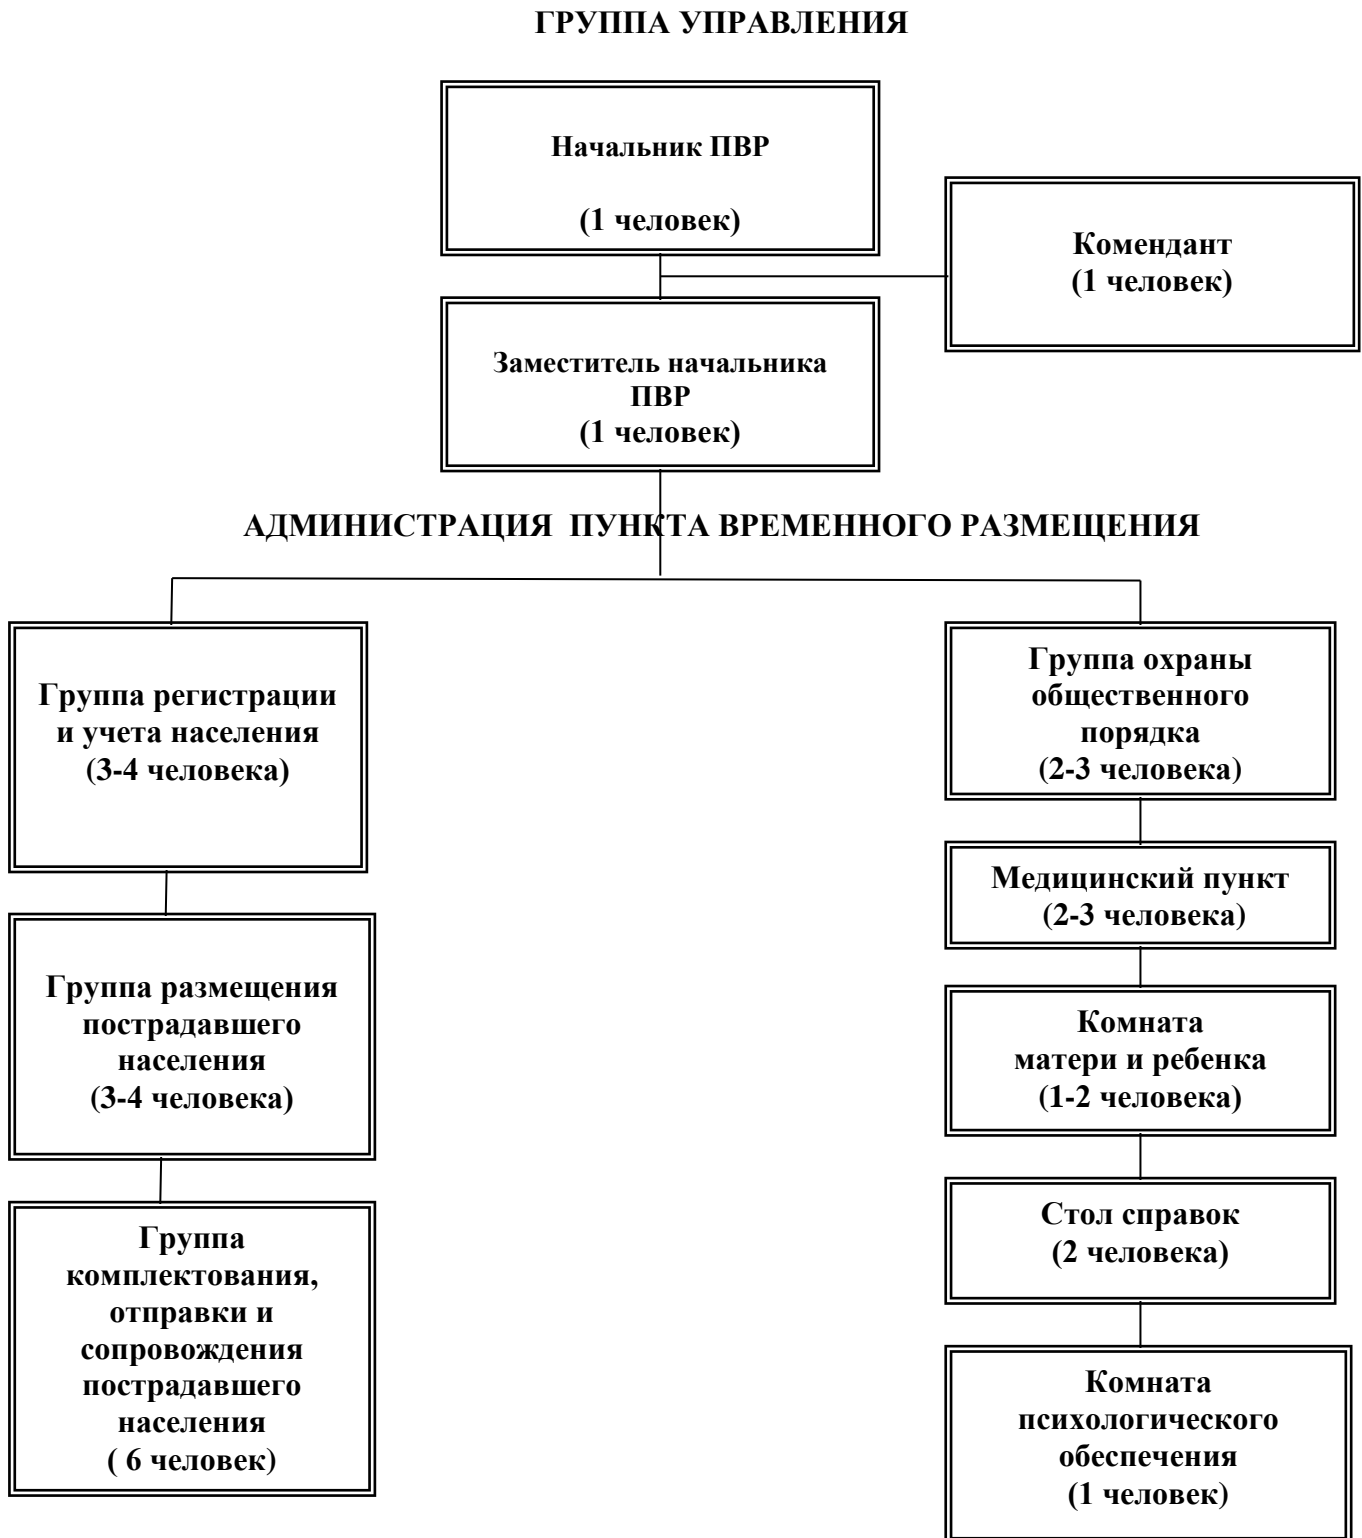 ГРУППА УПРАВЛЕНИЯ
Начальник ПВР
(1 человек)
Комендант
(1 человек)
Заместитель начальника
ПВР
(1 человек)
АДМИНИСТРАЦИЯ ПУНКТА ВРЕМЕННОГО РАЗМЕЩЕНИЯ
Группа регистрации
и учета населения
(3-4 человека)
Группа размещения
пострадавшего
населения
(3-4 человека)
Группа
комплектования,
отправки и
сопровождения
пострадавшего
населения
( 6 человек)
Группа охраны
общественного
порядка
(2-3 человека)
Медицинский пункт
(2-3 человека)
Комната
матери и ребенка
(1-2 человека)
Стол справок
(2 человека)
Комната
психологического
обеспечения
(1 человек)